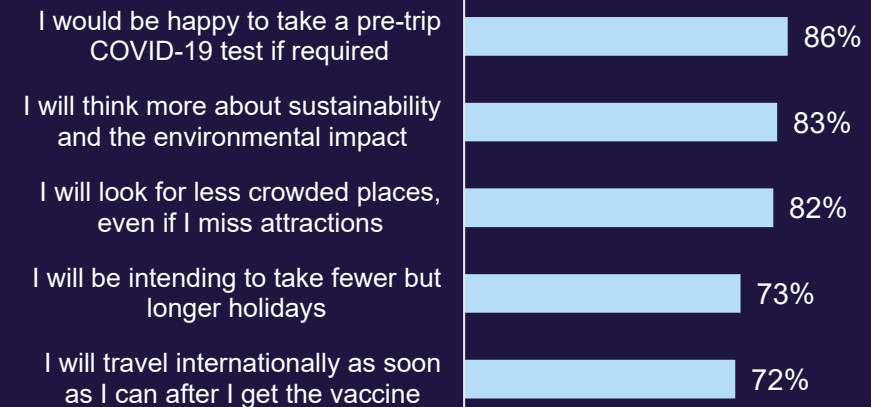 I would be happy to take a pre-trip
COVID-19 test if required
86%
I will think more about sustainability
and the environmental impact
83%
I will look for less crowded places,
even if I miss attractions
82%
I will be intending to take fewer but
longer holidays
73%
I will travel internationally as soon
as I can after I get the vaccine
72%